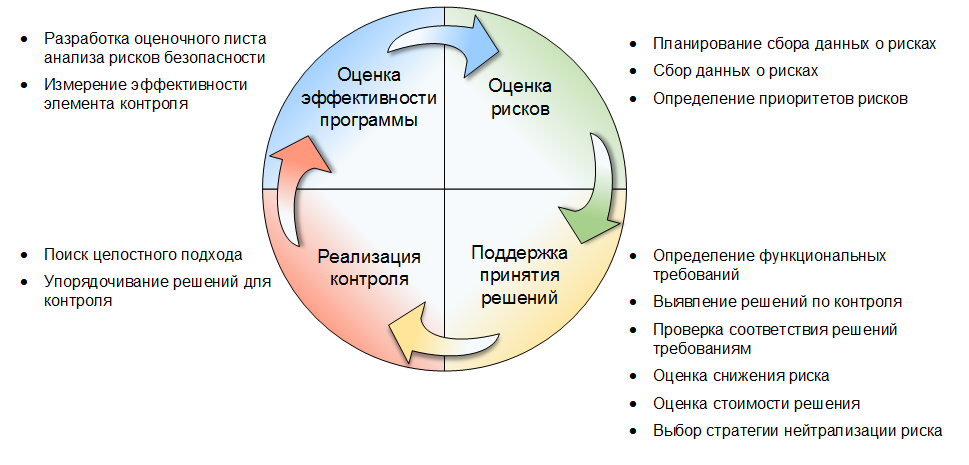 • Разработка оценочного листа
анализа рисков безопасности
• Измерение эффективности
элемента контроля
Оценка
эффективности
программы
Оценка
рисков
• Планирование сбора данных о рисках
• Сбор данных о рисках
• Определение приоритетов рисков
• Поиск целостного подхода
• Упорядочивание решений для
контроля
Реализация
контроля
Поддержка
принятия
решений
• Определение функциональных
требований
• Выявление решений по контроля
• Проверка соответствия решений
требованиям
• Оценка снижения риска
• Оценка стоимости решения
• Выбор стратегии нейтрализации риска